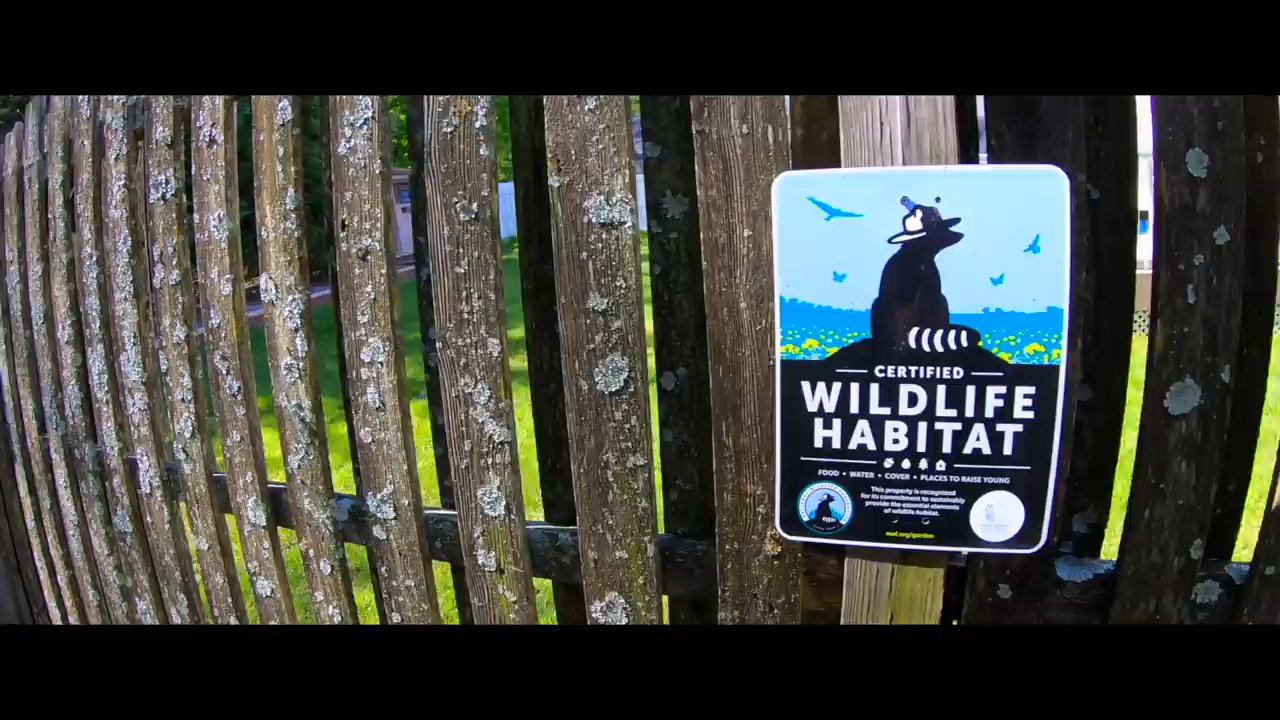 CERTIFIED
WILDLIFE
HABITAT
FOOD • WATER • COVER • PLACES TO RAISE YOUNG
This property is recognized
for its commitment to sustainably
provide the essential elements
of wildlife habitat.
nwf.org/garden